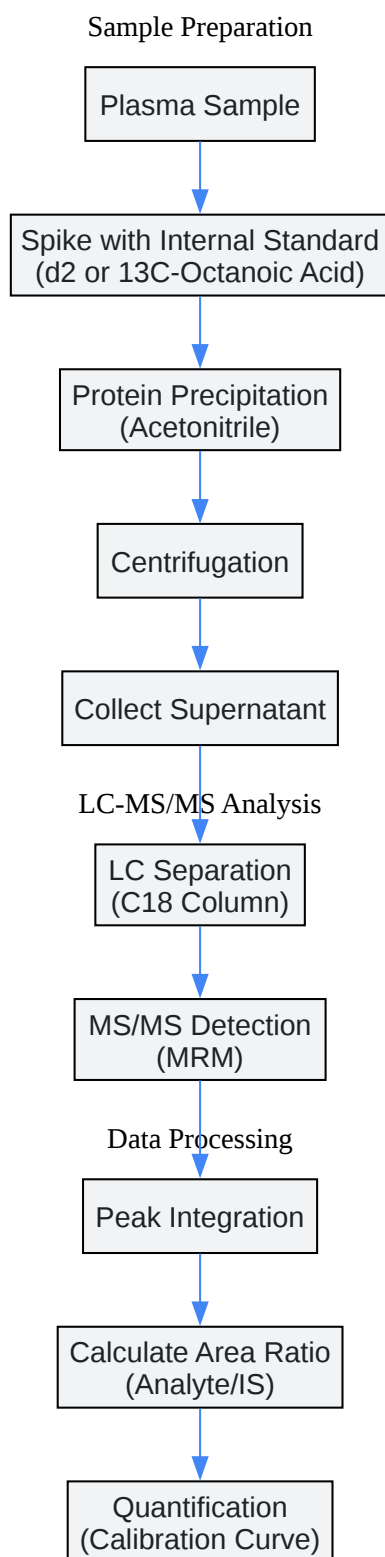 Sample Preparation
Plasma Sample
Spike with Internal Standard
(d2 or 13C-Octanoic Acid)
Protein Precipitation
(Acetonitrile)
Centrifugation
Collect Supernatant
LC-MS/MS Analysis
LC Separation
(C18 Column)
MS/MS Detection
(MRM)
Data Processing
Peak Integration
Calculate Area Ratio
(Analyte/IS)
Quantification
(Calibration Curve)